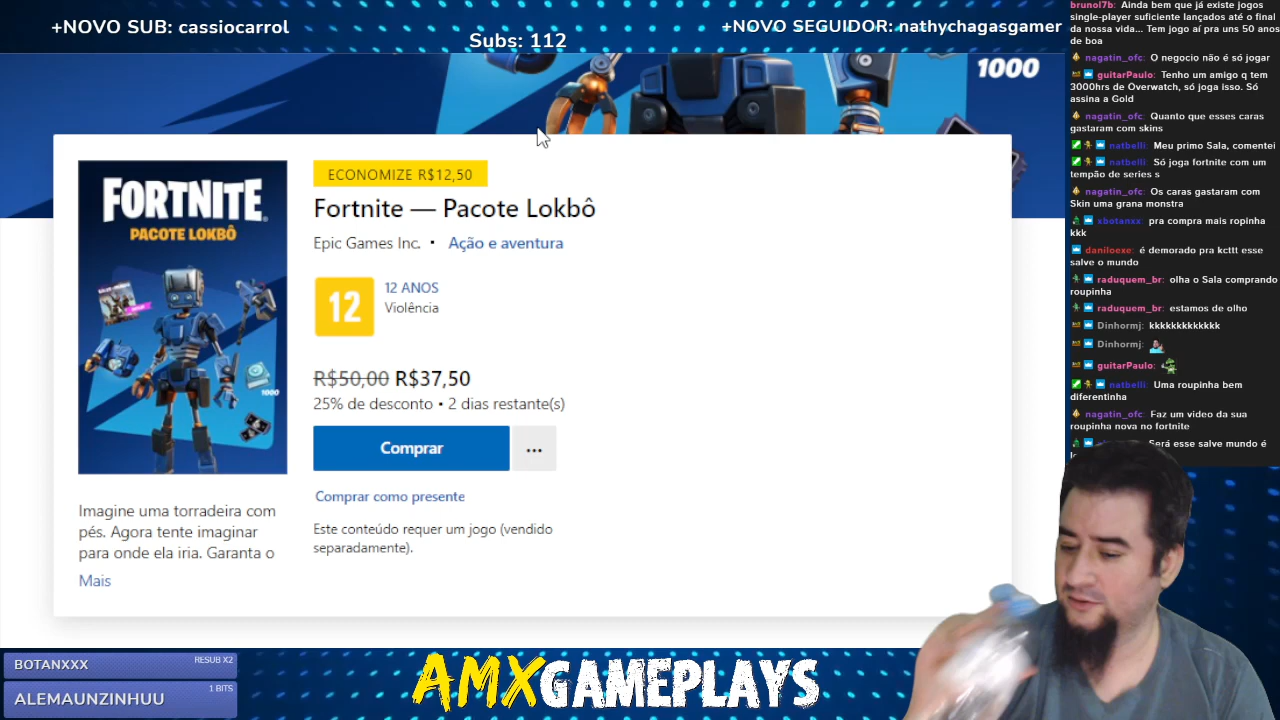 +NOVO SUB: cassiocarrol
Subs: 112
+NOVO SEGUIDOR: nathychagasgamer
1000
FORTNITE
PACOTE LOKBÔ
1000
ECONOMIZE R$12,50
Fortnite — Pacote Lokbô
Epic Games Inc. • Ação e aventura
12
12 ANOS
Violência
R$50,00 R$37,50
25% de desconto • 2 dias restante(s)
Comprar
...
Comprar como presente
Este conteúdo requer um jogo (vendido
separadamente).
Imagine uma torradeira com
pés. Agora tente imaginar
para onde ela iria. Garanta o
Mais
brunol7b: Ainda bem que já existe jogos
single-player suficiente lançados até o final
da nossa vida... Tem jogo aí pra uns 50 anos
de boa
nagatin_ofc: O negocio não é só jogar
guitarPaulo: Tenho um amigo q tem
3000hrs de Overwatch, só joga isso. Só
assina a Gold
nagatin_ofc: Quanto que esses caras
gastaram com skins
natbelli: Meu primo Sala, comentei
natbelli: Só joga fortnite com um
tempão de series s
nagatin_ofc: Os caras gastaram com
Skin uma grana monstra
xbotanxx: pra compra mais ropinha
kkk
daniloexe: é demorado pra kcttt esse
salve o mundo
raduquem_br: olha o Sala comprando
roupinha
raduquem_br: estamos de olho
Dinhormj: kkkkkkkkkkkkk
Dinhormj:
guitarPaulo:
natbelli: Uma roupinha bem
diferentinha
nagatin_ofc: Faz um video da sua
roupinha nova no fortnite
Será esse salve mundo é
BOTANXXX
RESUB X2
ALEMAUNZINHUU
1 BITS
AMXGAMEPLAYS